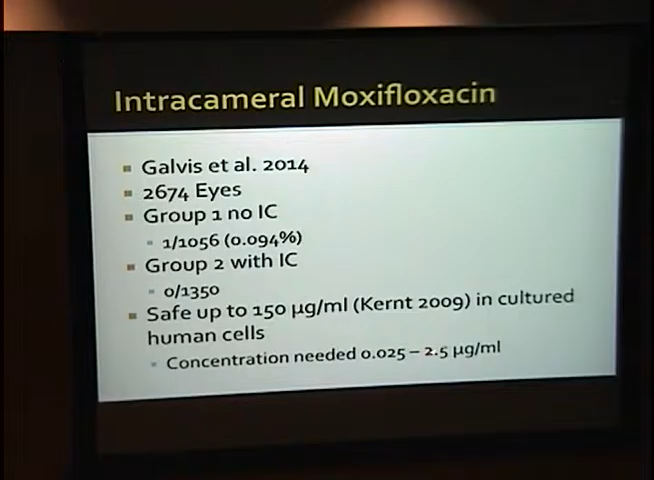 Intracameral Moxifloxacin
Galvis et al. 2014
2674 Eyes
Group 1 no IC
1/1056 (0.094%)
Group 2 with IC
0/1350
Safe up to 150 µg/ml (Kernt 2009) in cultured
human cells
Concentration needed 0.025 – 2.5 µg/ml